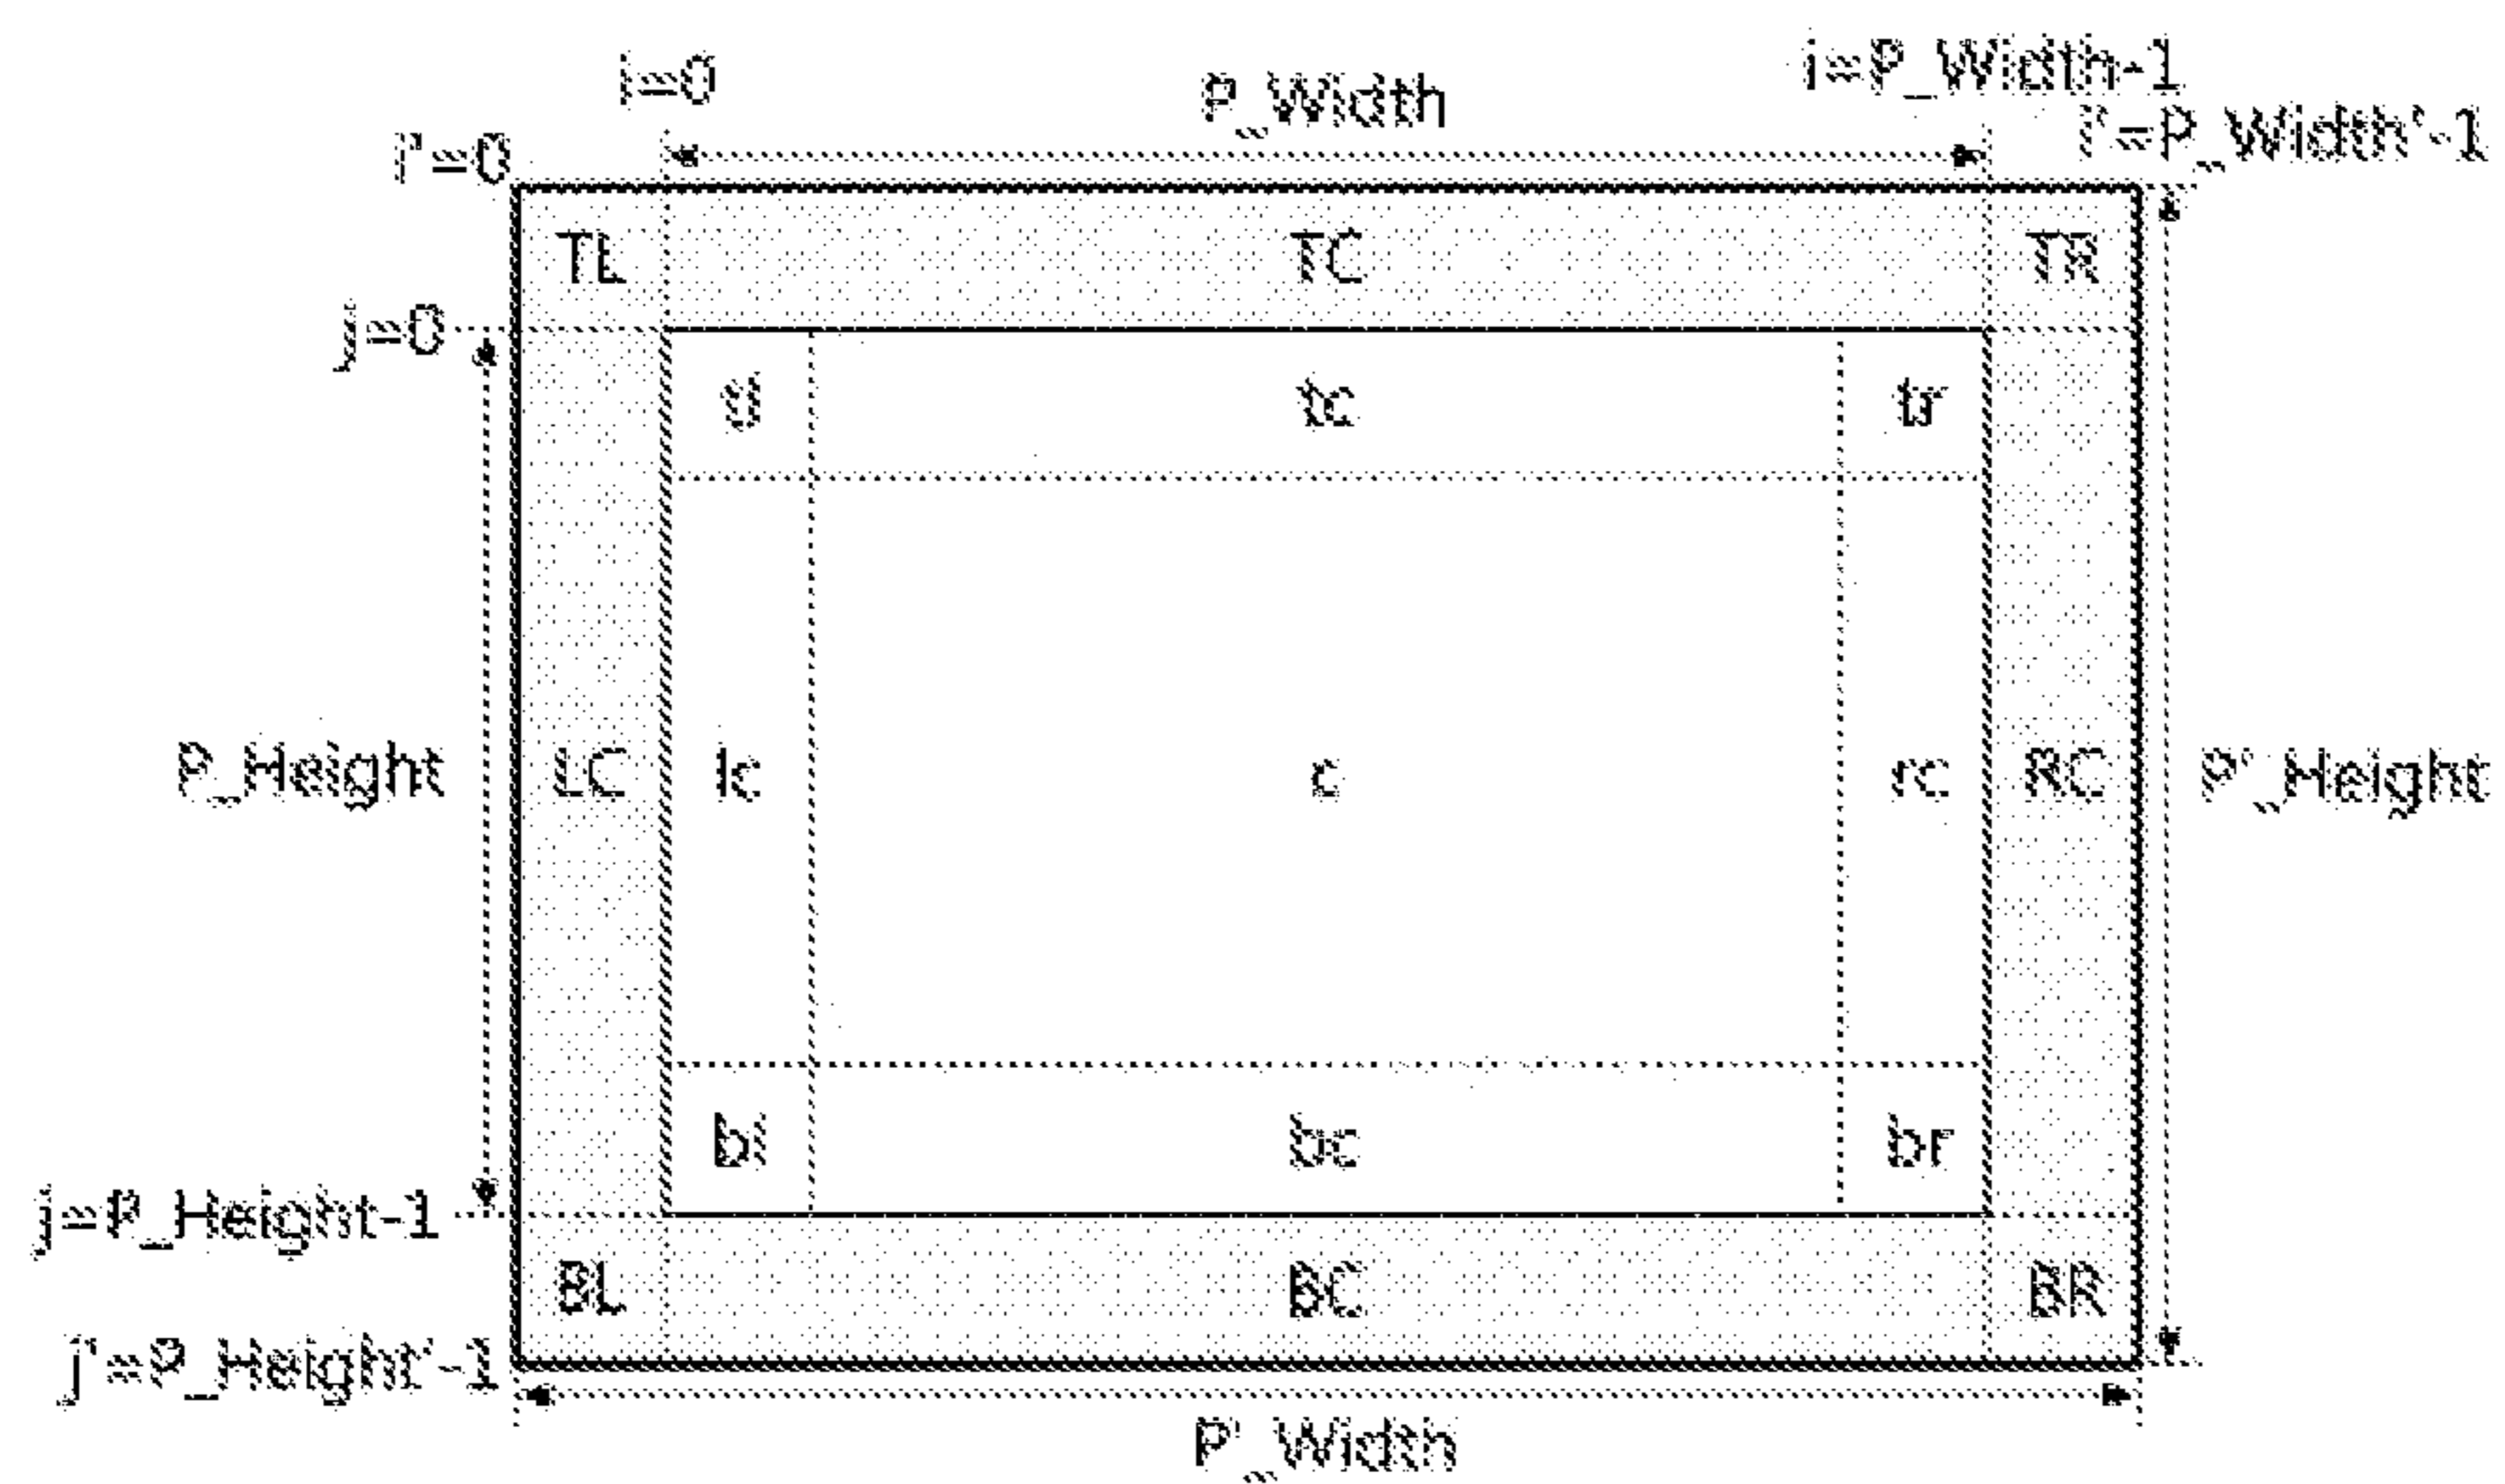 i=0
P_Width
i=P_Width-1
i'=0
i'=P_Width'-1
TL TC TR
j=0
tl tc tr
P_Height
LC lc c rc RC
P'_Height
bl bc br
j=P_Height-1
BL BC BR
j'=P_Height'-1
P'_Width